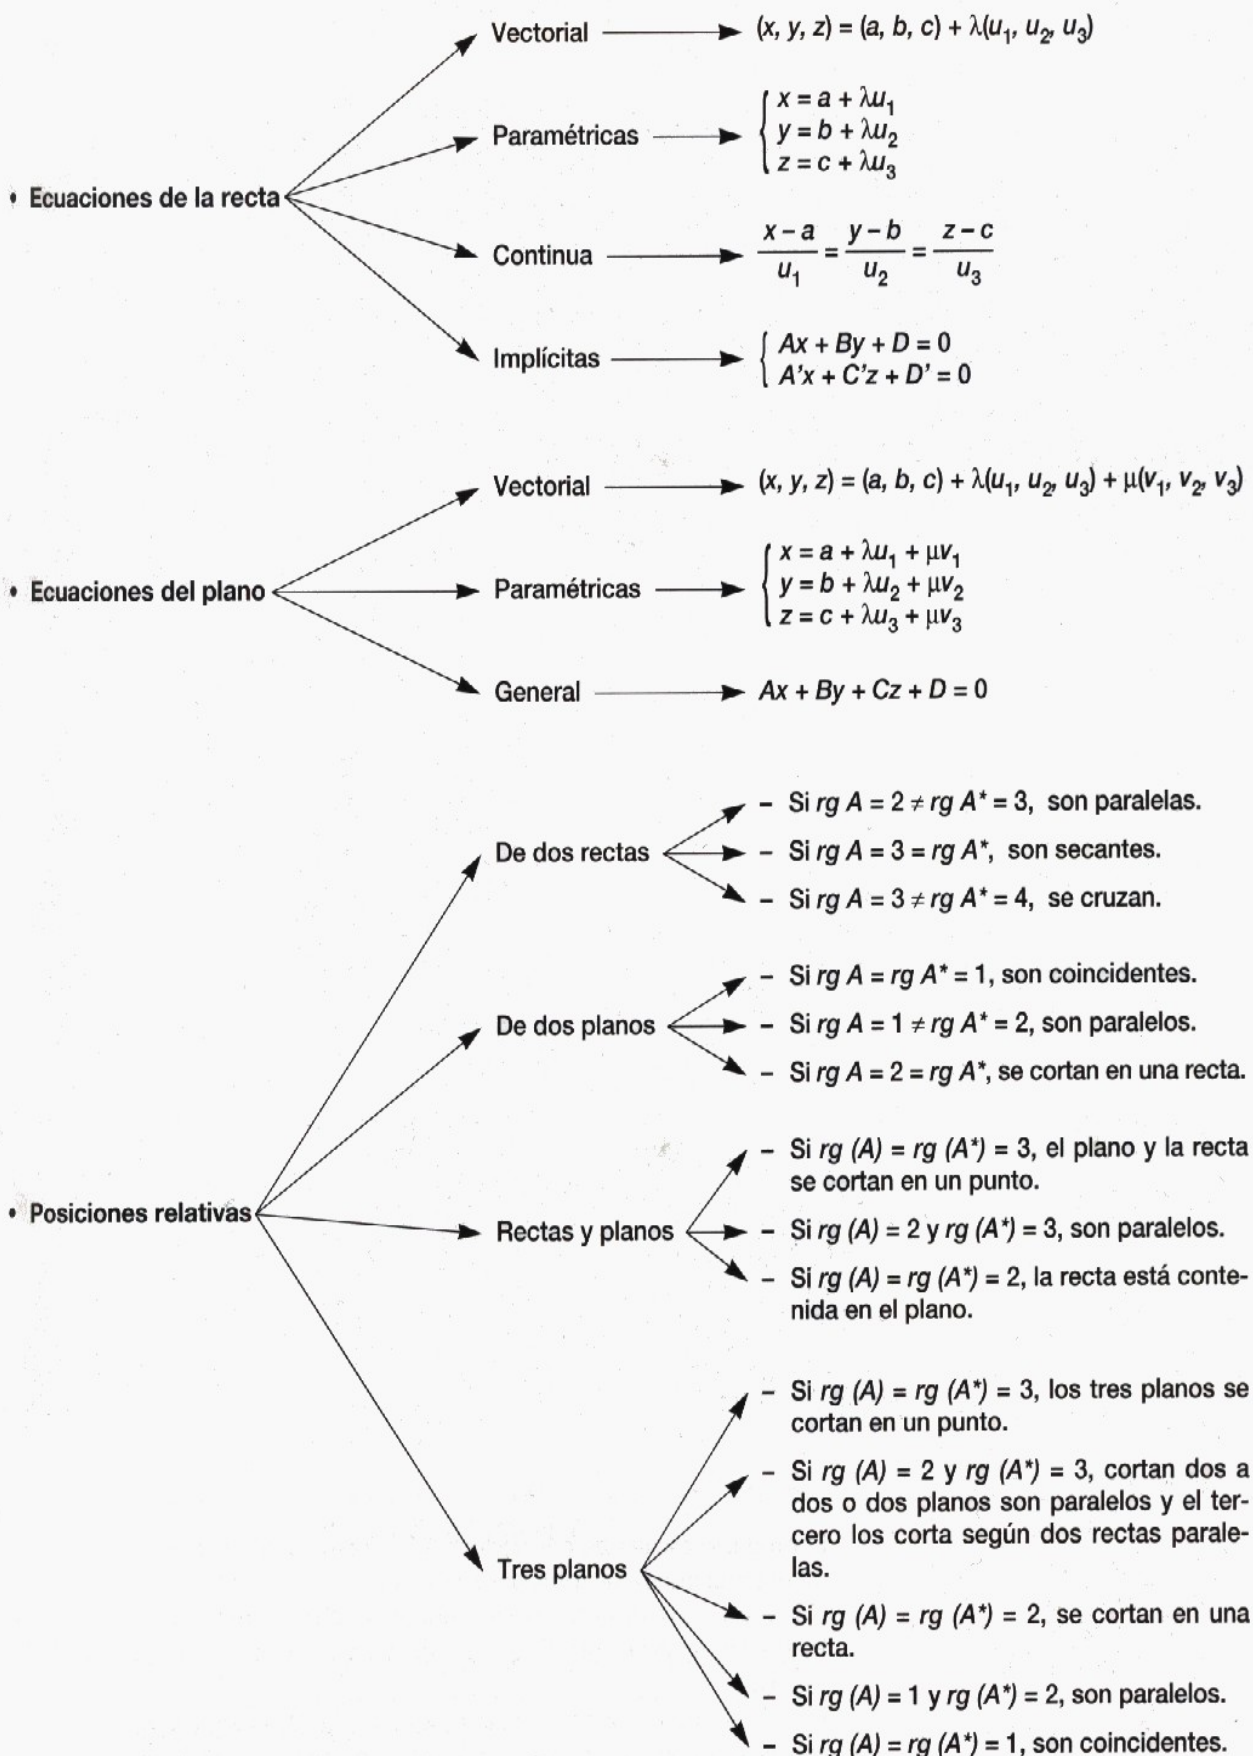 Vectorial (x, y, z) = (a, b, c) + λ(u₁, u₂, u₃)
Paramétricas
x = a + λu₁
y = b + λu₂
z = c + λu₃
• Ecuaciones de la recta
Continua x – a / u₁ = y – b / u₂ = z – c / u₃
Implícitas
Ax + By + D = 0
A’x + C’z + D’ = 0
Vectorial (x, y, z) = (a, b, c) + λ(u₁, u₂, u₃) + μ(v₁, v₂, v₃)
• Ecuaciones del plano
Paramétricas
x = a + λu₁ + μv₁
y = b + λu₂ + μv₂
z = c + λu₃ + μv₃
General Ax + By + Cz + D = 0
• Posiciones relativas
De dos rectas
– Si rg A = 2 ≠ rg A* = 3, son paralelas.
– Si rg A = 3 = rg A*, son secantes.
– Si rg A = 3 ≠ rg A* = 4, se cruzan.
De dos planos
– Si rg A = rg A* = 1, son coincidentes.
– Si rg A = 1 ≠ rg A* = 2, son paralelos.
– Si rg A = 2 = rg A*, se cortan en una recta.
Rectas y planos
– Si rg (A) = rg (A*) = 3, el plano y la recta
se cortan en un punto.
– Si rg (A) = 2 y rg (A*) = 3, son paralelos.
– Si rg (A) = rg (A*) = 2, la recta está conte-
nida en el plano.
Tres planos
– Si rg (A) = rg (A*) = 3, los tres planos se
cortan en un punto.
– Si rg (A) = 2 y rg (A*) = 3, cortan dos a
dos o dos planos son paralelos y el ter-
cero los corta según dos rectas parale-
las.
– Si rg (A) = rg (A*) = 2, se cortan en una
recta.
– Si rg (A) = 1 y rg (A*) = 2, son paralelos.
– Si rg (A) = rg (A*) = 1, son coincidentes.